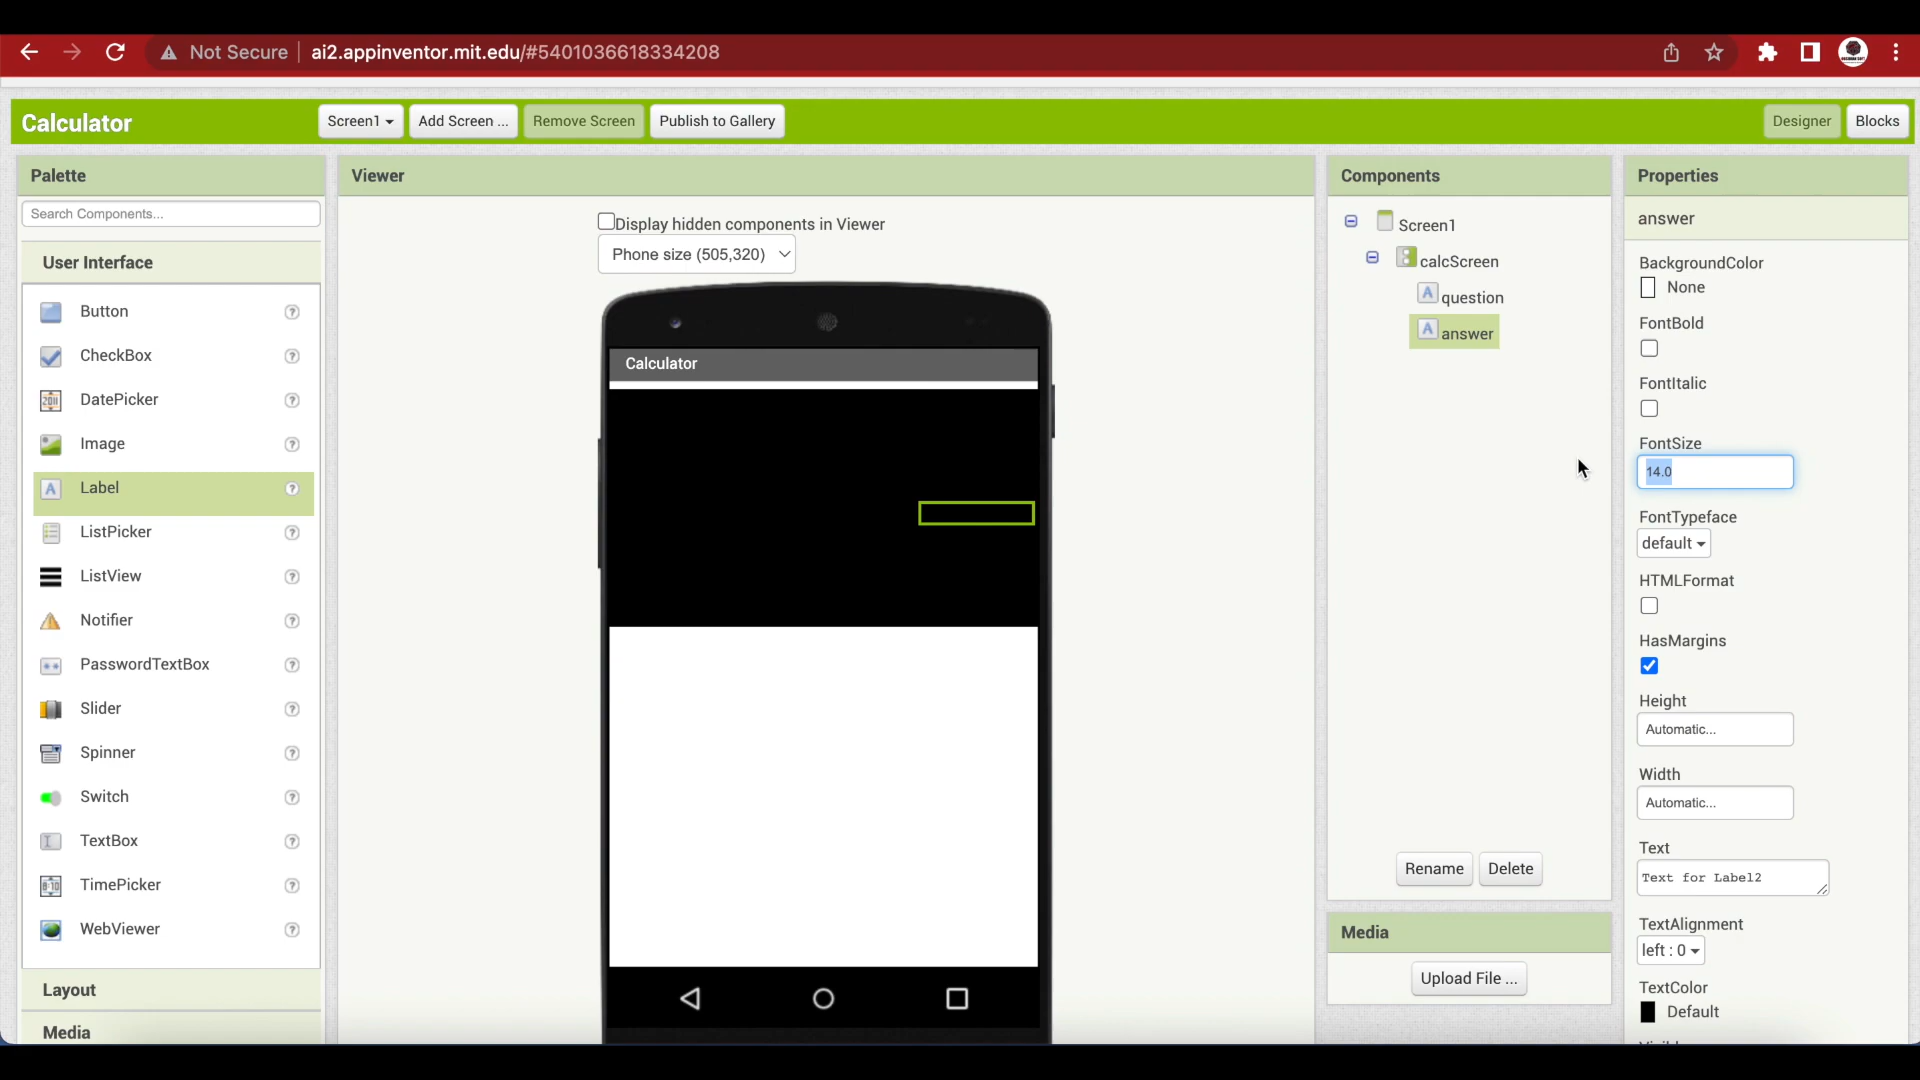 Not Secure
ai2.appinventor.mit.edu/#5401036618334208
Calculator
Screen1
Add Screen ...
Remove Screen
Publish to Gallery
Designer
Blocks
Palette
Search Components...
User Interface
Button
CheckBox
DatePicker
Image
Label
ListPicker
ListView
Notifier
PasswordTextBox
Slider
Spinner
Switch
TextBox
TimePicker
WebViewer
Layout
Media
Viewer
Display hidden components in Viewer
Phone size (505,320)
Calculator
Components
Screen1
calcScreen
A question
A answer
Rename
Delete
Media
Upload File ...
Properties
answer
BackgroundColor
None
FontBold
FontItalic
FontSize
14.0
FontTypeface
default
HTMLFormat
HasMargins
Height
Automatic...
Width
Automatic...
Text
Text for Label2
TextAlignment
left : 0
TextColor
Default